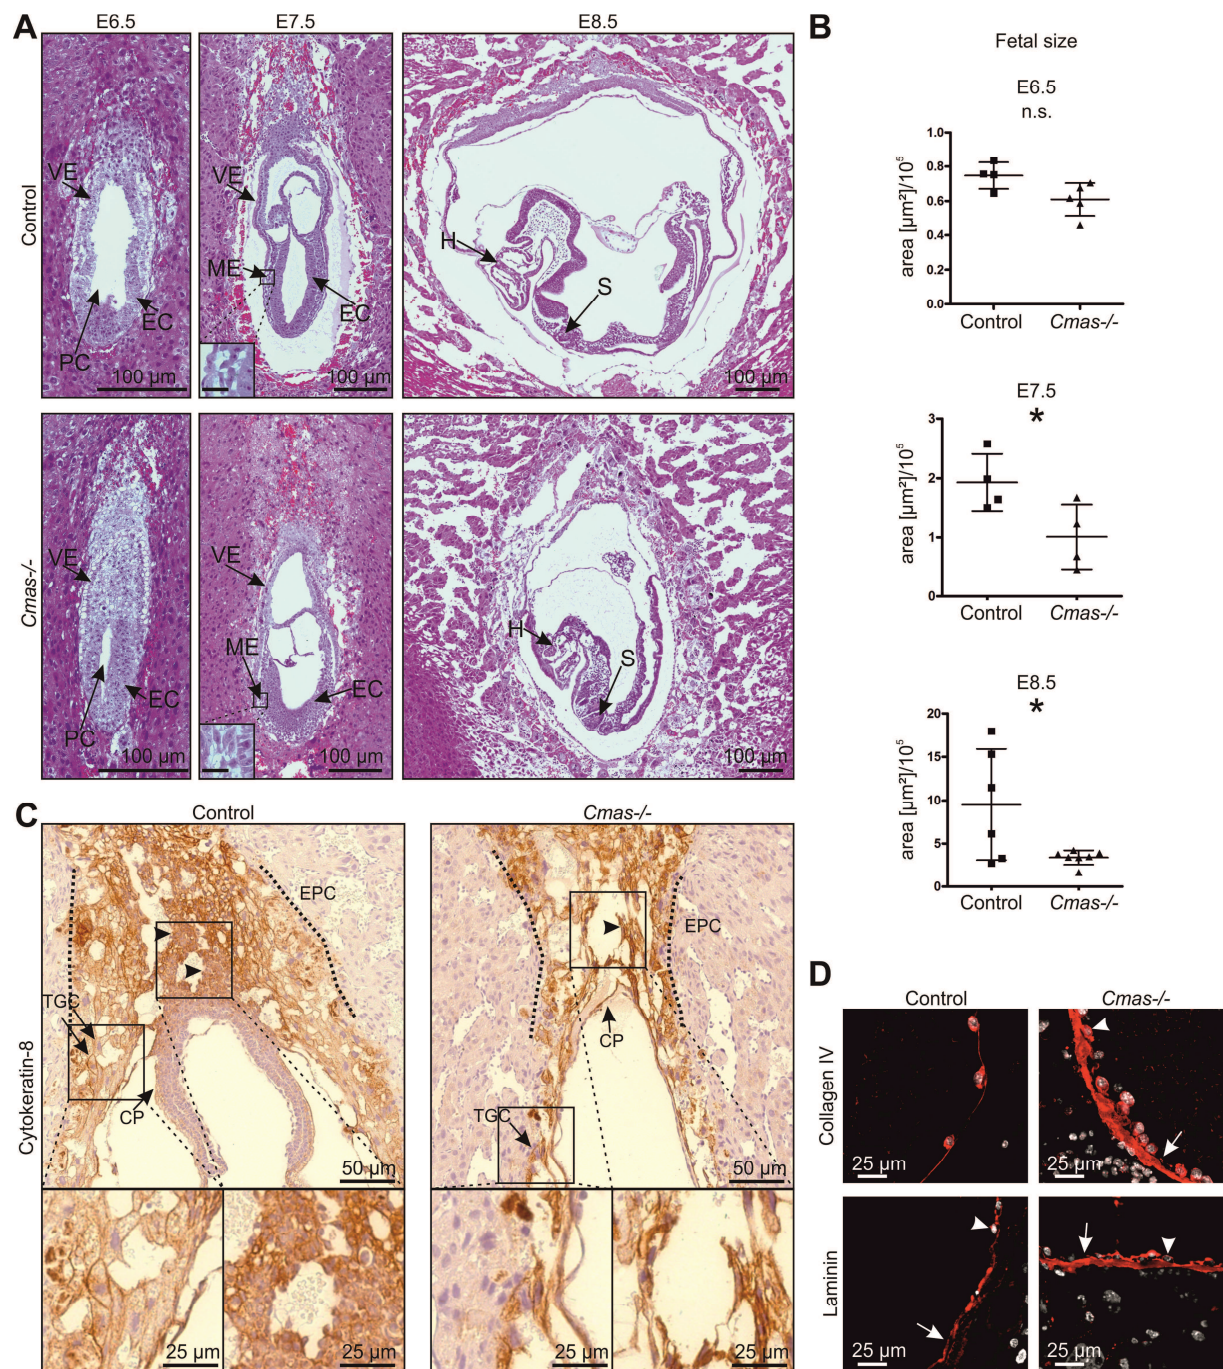 A
E6.5
E7.5
E8.5
Control
VE
PC
EC
100 µm
VE
ME
EC
100 µm
H
S
100 µm
Cmas-/-
VE
PC
EC
100 µm
VE
ME
EC
100 µm
H
S
100 µm
B
Fetal size
E6.5
n.s.
area [µm²]/10⁵
1.0
0.8
0.6
0.4
0.2
0.0
Control
Cmas-/-
E7.5
*
area [µm²]/10⁵
3
2
1
0
Control
Cmas-/-
E8.5
*
area [µm²]/10⁵
20
15
10
5
0
Control
Cmas-/-
C
Control
Cmas-/-
Cytokeratin-8
EPC
TGC
CP
50 µm
25 µm
25 µm
EPC
CP
TGC
50 µm
25 µm
25 µm
D
Control
Cmas-/-
Collagen IV
25 µm
25 µm
Laminin
25 µm
25 µm